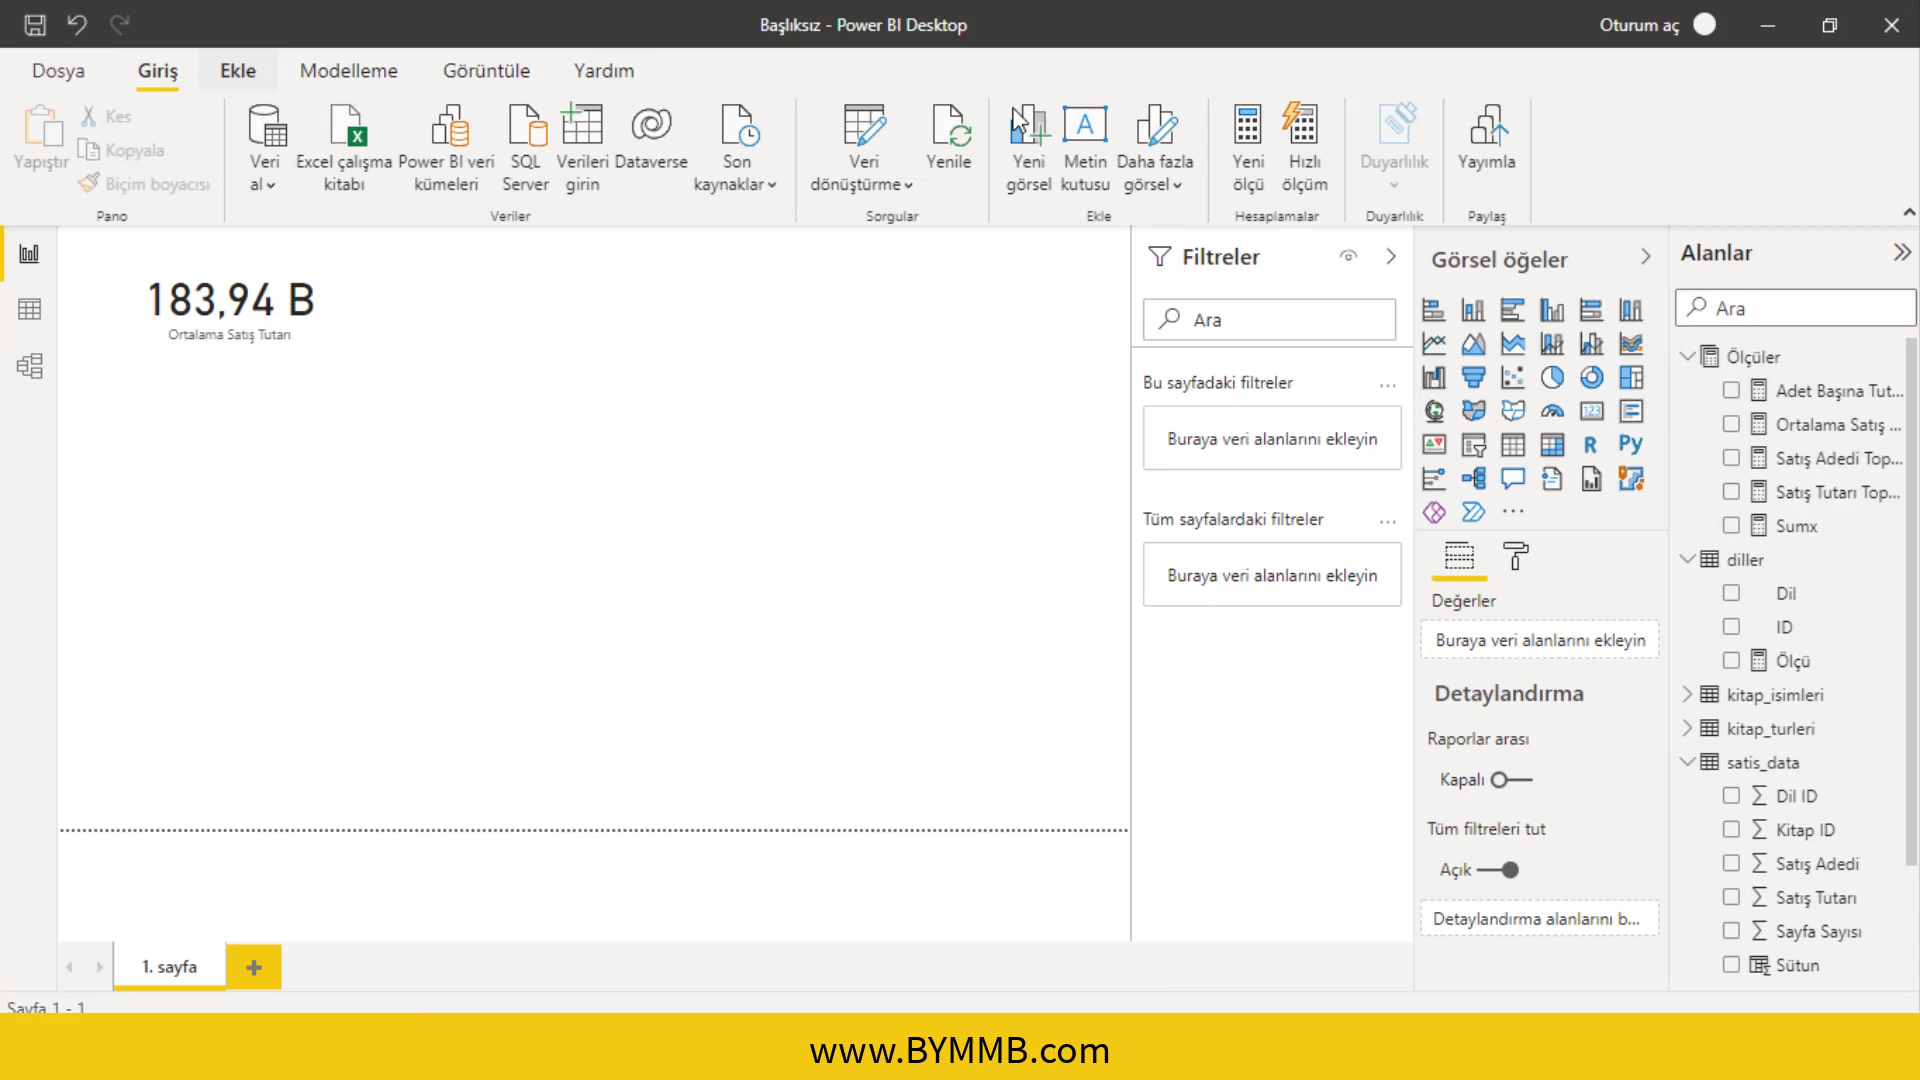 Başlıksız - Power BI Desktop
Oturum aç
Dosya
Giriş
Ekle
Modelleme
Görüntüle
Yardım
Yapıştır
Kes
Kopyala
Biçim boyacısı
Pano
Veri al
Excel çalışma kitabı
Power BI veri kümeleri
SQL Server
Verileri girin
Dataverse
Son kaynaklar
Veriler
Veri dönüştürme
Yenile
Sorgular
Yeni görsel
A
Metin kutusu
Daha fazla görsel
Ekle
Yeni ölçü
Hızlı ölçüm
Hesaplamalar
Duyarlılık
Duyarlılık
Yayımla
Paylaş
183,94 B
Ortalama Satış Tutarı
Filtreler
Ara
Bu sayfadaki filtreler
...
Buraya veri alanlarını ekleyin
Tüm sayfalardaki filtreler
...
Buraya veri alanlarını ekleyin
Görsel öğeler
123
R
Py
...
Değerler
Buraya veri alanlarını ekleyin
Detaylandırma
Raporlar arası
Kapalı
Tüm filtreleri tut
Açık
Detaylandırma alanlarını b...
Alanlar
Ara
Ölçüler
Adet Başına Tut...
Ortalama Satış ...
Satış Adedi Top...
Satış Tutarı Top...
Sumx
diller
Dil
ID
Ölçü
kitap_isimleri
kitap_turleri
satis_data
Dil ID
Kitap ID
Satış Adedi
Satış Tutarı
Sayfa Sayısı
Sütun
1. sayfa
Sayfa 1 - 1
www.BYMMB.com